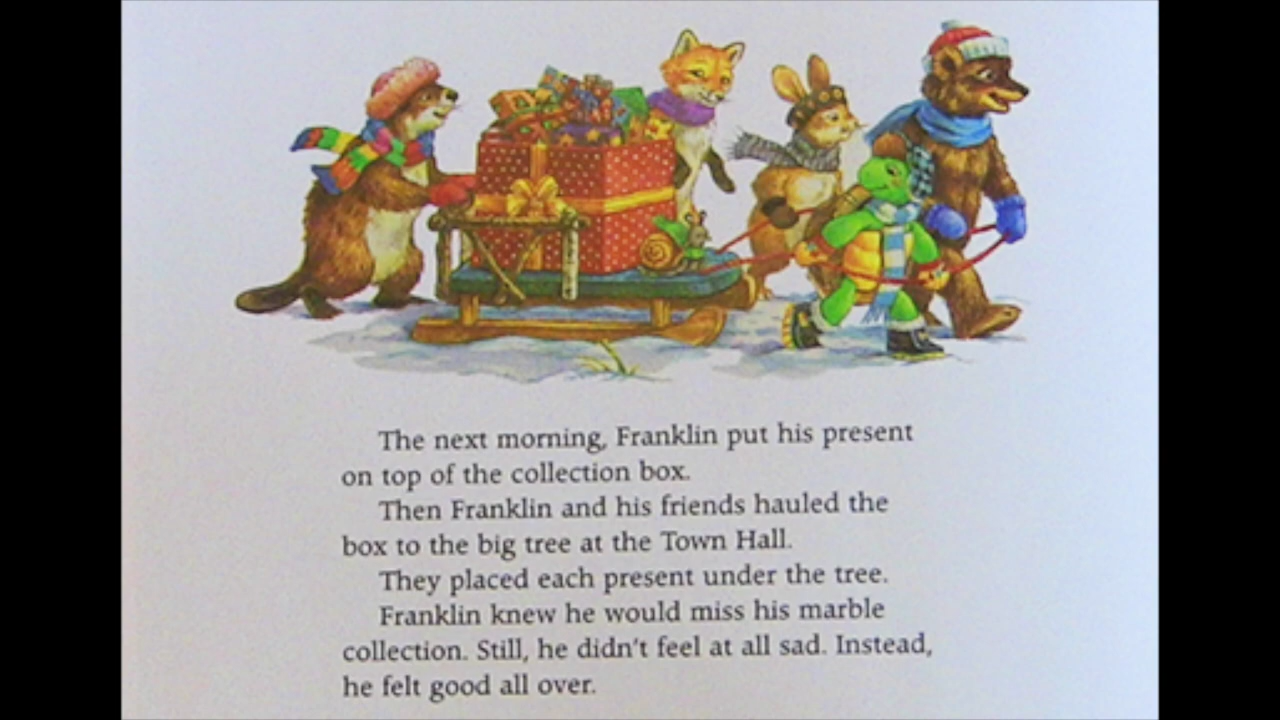 The next morning, Franklin put his present
on top of the collection box.
Then Franklin and his friends hauled the
box to the big tree at the Town Hall.
They placed each present under the tree.
Franklin knew he would miss his marble
collection. Still, he didn't feel at all sad. Instead,
he felt good all over.